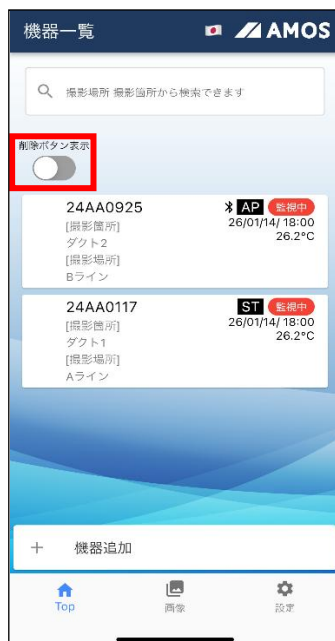 機器一覧
AMOS
撮影場所 撮影箇所から検索できます
削除ボタン表示
24AA0925
AP 監視中
[撮影箇所]
26/01/14/ 18:00
ダクト2
26.2°C
[撮影場所]
Bライン
24AA0117
ST 監視中
[撮影箇所]
26/01/14/ 18:00
ダクト1
26.2°C
[撮影場所]
Aライン
+ 機器追加
Top
画像
設定